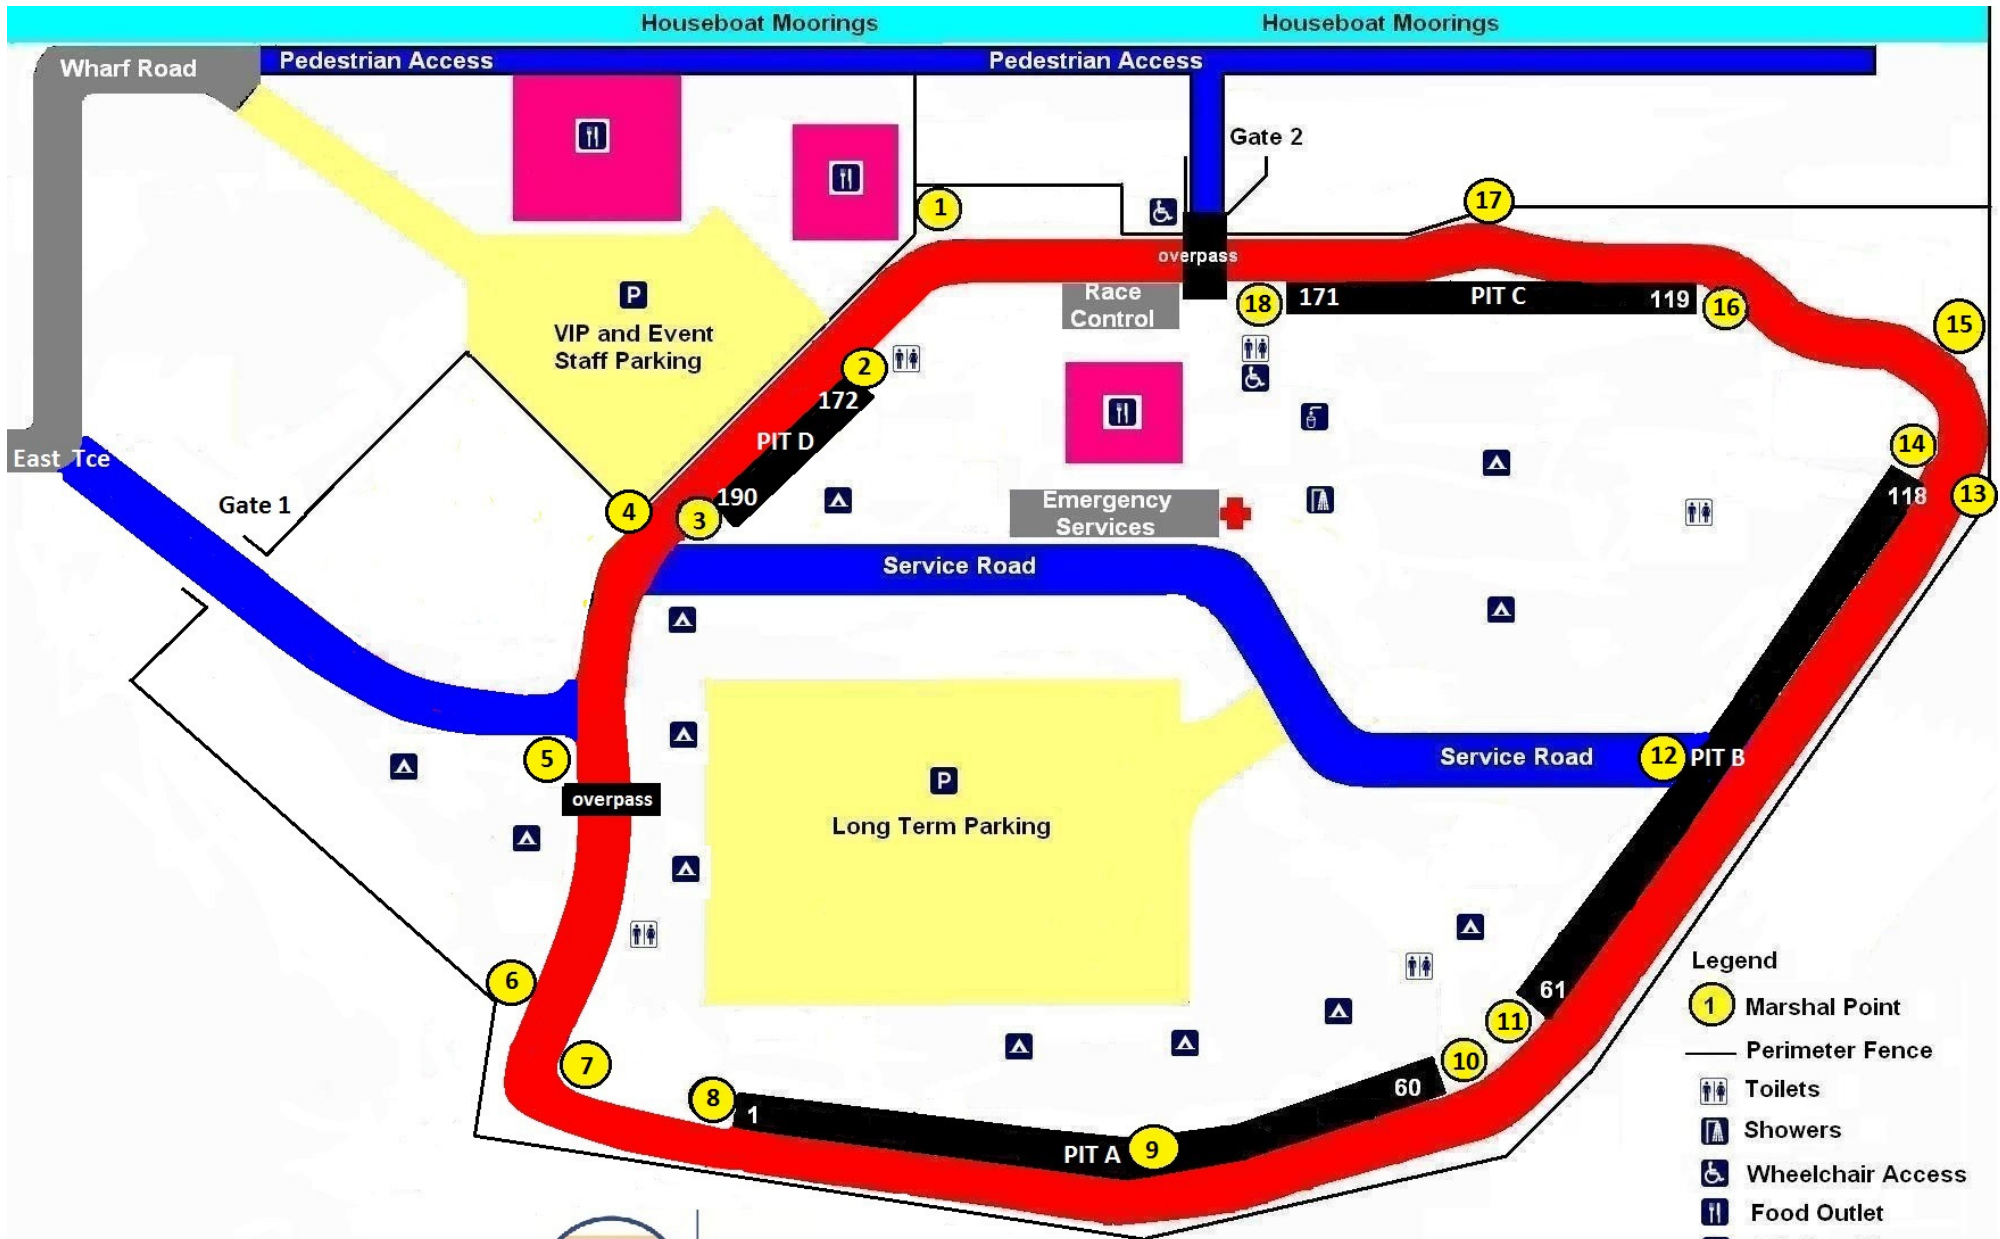 Houseboat Moorings
Houseboat Moorings
Wharf Road
Pedestrian Access
Pedestrian Access
Gate 2
1
17
overpass
Race
Control
18
171
PIT C
119
16
15
P
VIP and Event
Staff Parking
2
172
PIT D
190
14
118
13
East Tce
Gate 1
4
3
Emergency
Services
Service Road
5
overpass
Service Road
12
PIT B
P
Long Term Parking
6
7
8
1
PIT A
9
60
10
11
61
Legend
1 Marshal Point
Perimeter Fence
Toilets
Showers
Wheelchair Access
Food Outlet